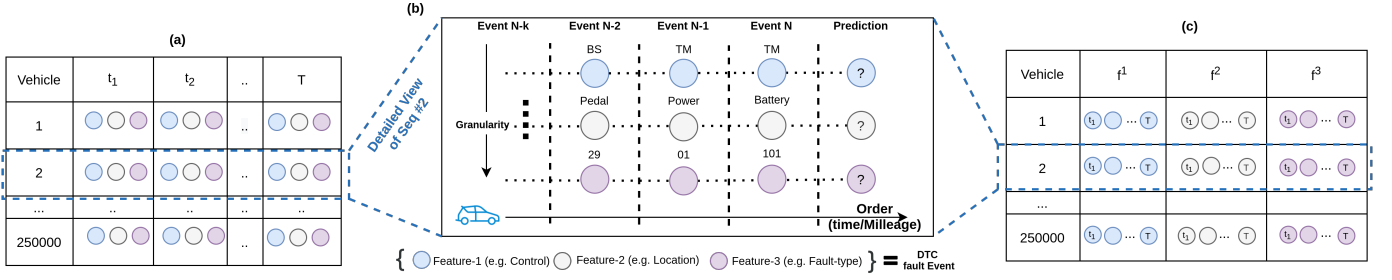 (a)
Vehicle t1 t2 .. T
1 ..
2 ..
... .. .. .. ..
250000 ..
Detailed View
of Seq #2
(b)
Event N-k Event N-2 Event N-1 Event N Prediction
BS TM TM
?
Pedal Power Battery
Granularity
?
29 01 101
?
Order
(time/Milleage)
{ Feature-1 (e.g. Control) Feature-2 (e.g. Location) Feature-3 (e.g. Fault-type) } = DTC
fault Event
(c)
Vehicle f1 f2 f3
1 t1 ... T t1 ... T t1 ... T
2 t1 ... T t1 ... T t1 ... T
...
250000 t1 ... T t1 ... T t1 ... T